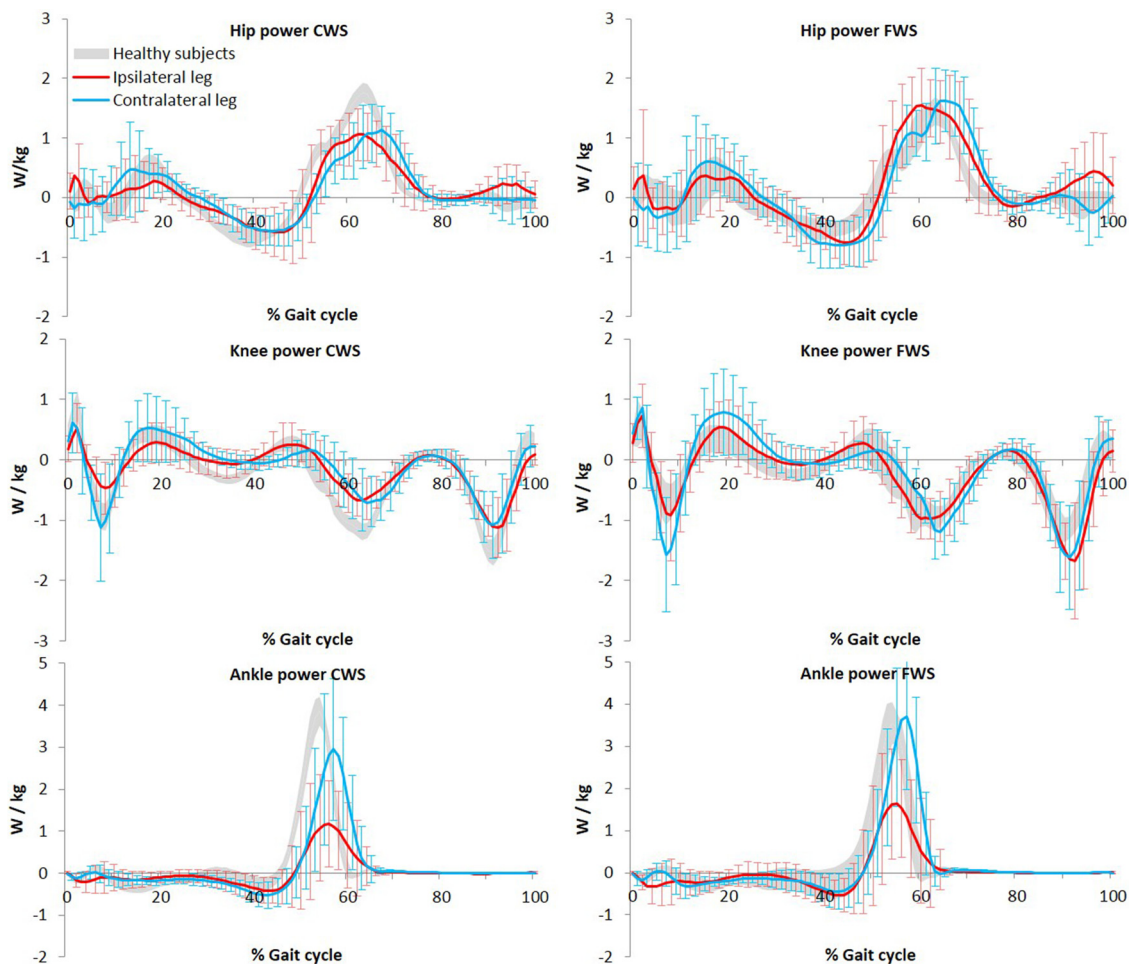 Hip power CWS
3
2
1
0
-1
-2
W/kg
Healthy subjects
Ipsilateral leg
Contralateral leg
0 20 40 60 80 100
% Gait cycle
Hip power FWS
3
2
1
0
-1
-2
W/kg
0 20 40 60 80 100
% Gait cycle
Knee power CWS
2
1
0
-1
-2
-3
W / kg
0 20 40 60 80 100
% Gait cycle
Knee power FWS
2
1
0
-1
-2
-3
W / kg
0 20 40 60 80 100
% Gait cycle
Ankle power CWS
5
4
3
2
1
0
-1
-2
W / kg
0 20 40 60 80 100
% Gait cycle
Ankle power FWS
5
4
3
2
1
0
-1
-2
W / kg
0 20 40 60 80 100
% Gait cycle